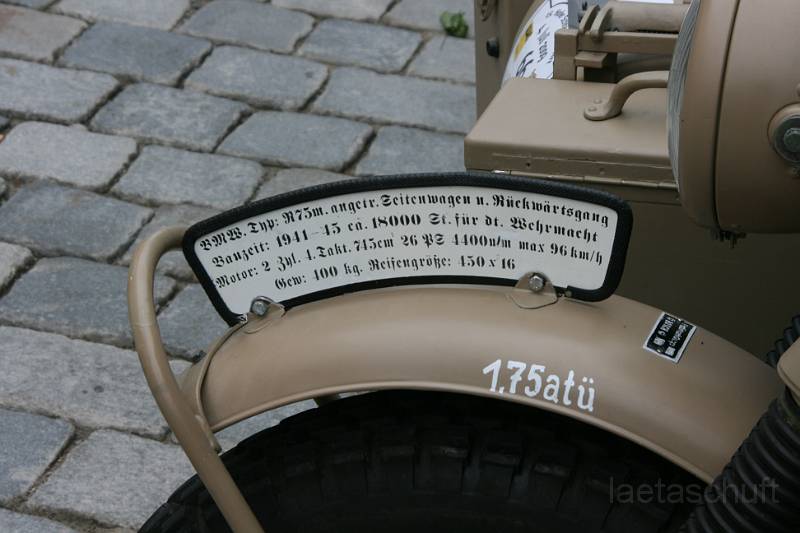 BMW. Typ: R75m. angetr. Seitenwagen u. Rückwärtsgang
Bauzeit: 1941-45 ca. 18000 St. für dt. Wehrmacht
Motor: 2 Zyl. 4. Takt. 745cm³ 26 PS 4400u/m max 96 km/h
Gew: 400 kg. Reifengröße: 450 x 16
1,75atü
laetaschuft